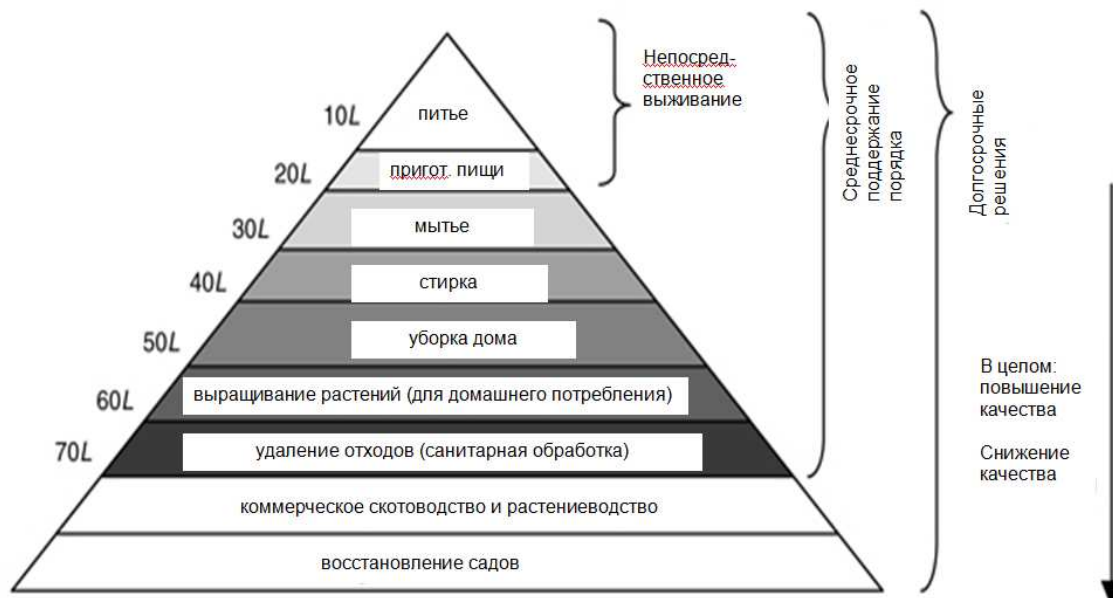 10L
питье
20L
пригот. пищи
30L
мытье
40L
стирка
50L
уборка дома
60L
выращивание растений (для домашнего потребления)
70L
удаление отходов (санитарная обработка)
коммерческое скотоводство и растениеводство
восстановление садов
Непосред-
ственное
выживание
Среднесрочное
поддержание
порядка
Долгосрочные
решения
В целом:
повышение
качества
Снижение
качества